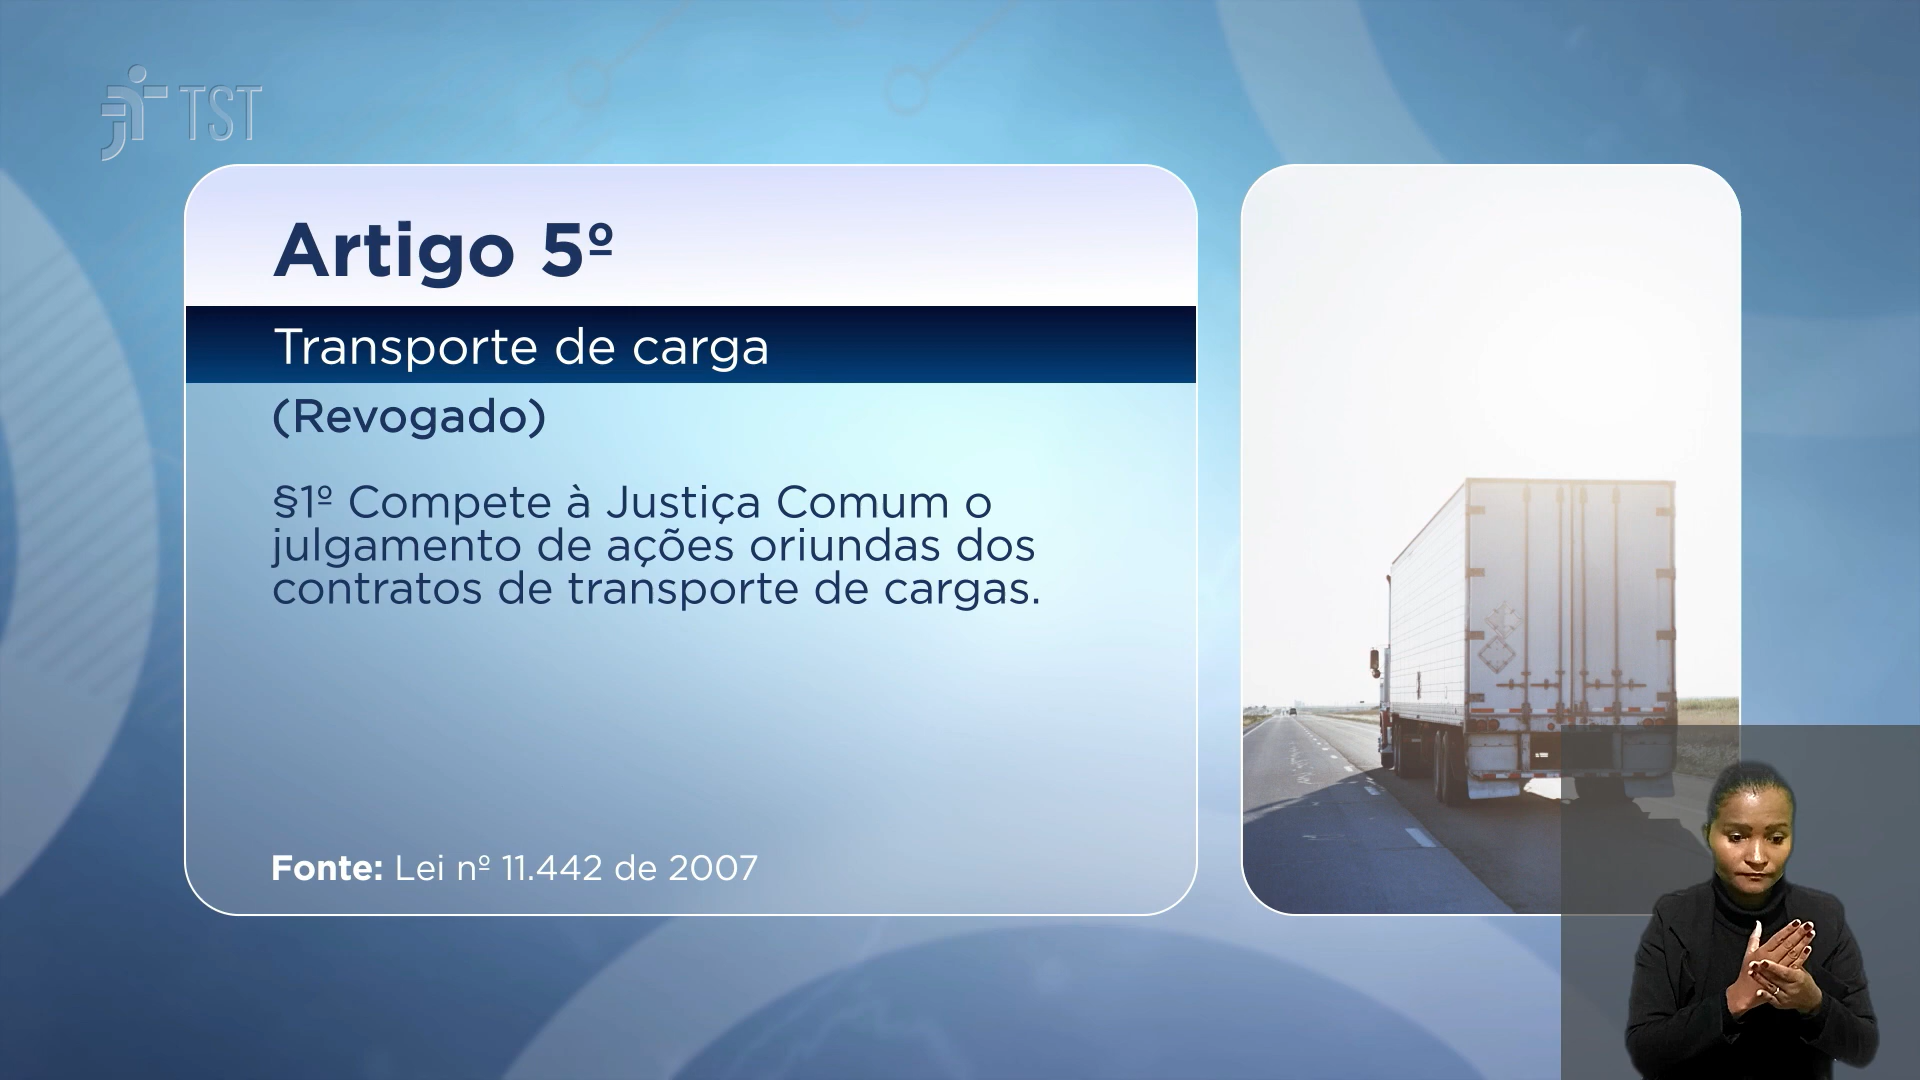 TST
Artigo 5º
Transporte de carga
(Revogado)
§1º Compete à Justiça Comum o
julgamento de ações oriundas dos
contratos de transporte de cargas.
Fonte: Lei nº 11.442 de 2007